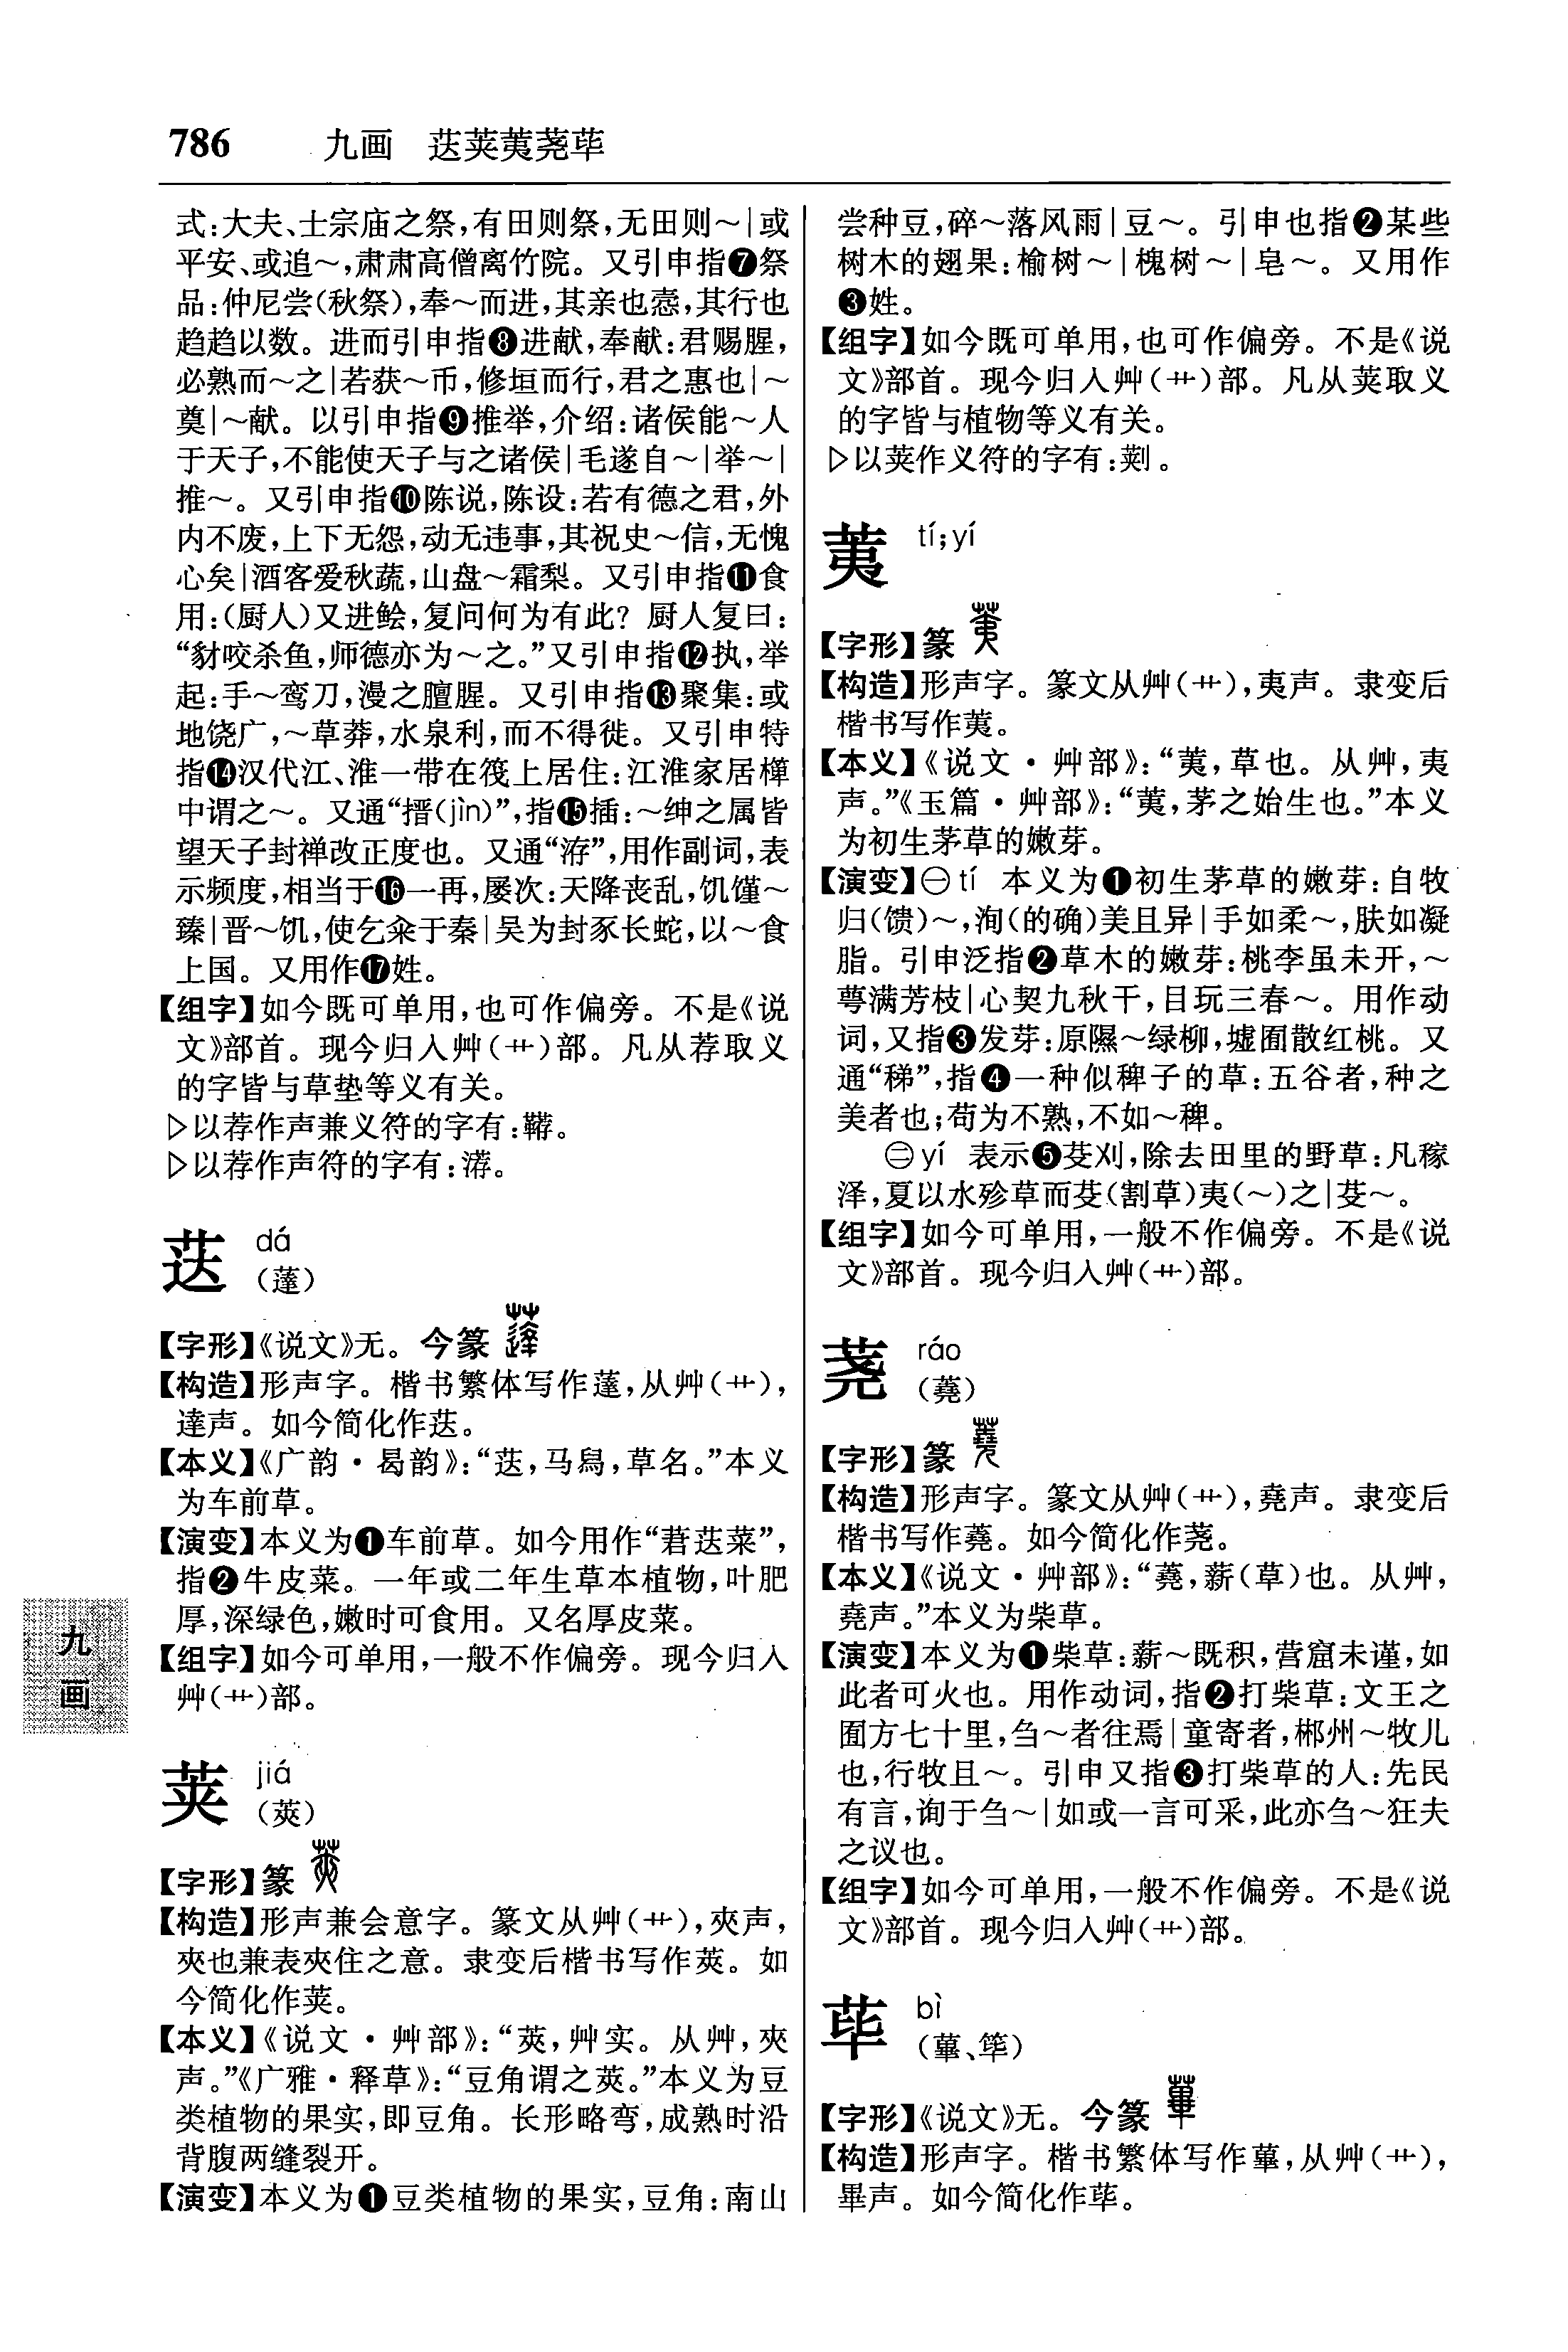 786 九画 荙荚荑荛荜
式:大夫、士宗庙之祭,有田则祭,无田则～|或
平安、或追～,肃肃高僧离竹院。又引申指❼祭
品:仲尼尝(秋祭),奉～而进,其亲也悫,其行也
趋趋以数。进而引申指❽进献,奉献:君赐腥,
必熟而～之|若获～币,修垣而行,君之惠也|～
奠|～献。以引申指❾推举,介绍:诸侯能～人
于天子,不能使天子与之诸侯|毛遂自～|举～|
推～。又引申指❿陈说,陈设:若有德之君,外
内不废,上下无怨,动无违事,其祝史～信,无愧
心矣|酒客爱秋蔬,山盘～霜梨。又引申指⓫食
用:(厨人)又进鲙,复问何为有此?厨人复曰:
“豺咬杀鱼,师德亦为～之。”又引申指⓬执,举
起:手～鸾刀,漫之膻腥。又引申指⓭聚集:或
地饶广,～草莽,水泉利,而不得徙。又引申特
指⓮汉代江、淮一带在筏上居住:江淮家居箄
中谓之～。又通“搢(jìn)”,指⓯插:～绅之属皆
望天子封禅改正度也。又通“洊”,用作副词,表
示频度,相当于⓰一再,屡次:天降丧乱,饥馑～
臻|晋～饥,使乞籴于秦|吴为封豕长蛇,以～食
上国。又用作⓱姓。
【组字】如今既可单用,也可作偏旁。不是《说
文》部首。现今归入艸(艹)部。凡从荐取义
的字皆与草垫等义有关。
▷以荐作声兼义符的字有:鞯。
▷以荐作声符的字有:㵴。
荙 dá
(薘)
【字形】《说文》无。今篆
【构造】形声字。楷书繁体写作薘,从艸(艹),
達声。如今简化作荙。
【本义】《广韵·曷韵》:“荙,马舄,草名。”本义
为车前草。
【演变】本义为❶车前草。如今用作“莙荙菜”,
指❷牛皮菜。一年或二年生草本植物,叶肥
厚,深绿色,嫩时可食用。又名厚皮菜。
【组字】如今可单用,一般不作偏旁。现今归入
艸(艹)部。
九
画
荚 jiá
(莢)
【字形】篆
【构造】形声兼会意字。篆文从艸(艹),夾声,
夾也兼表夾住之意。隶变后楷书写作莢。如
今简化作荚。
【本义】《说文·艸部》:“莢,艸实。从艸,夾
声。”《广雅·释草》:“豆角谓之莢。”本义为豆
类植物的果实,即豆角。长形略弯,成熟时沿
背腹两缝裂开。
【演变】本义为❶豆类植物的果实,豆角:南山
尝种豆,碎～落风雨|豆～。引申也指❷某些
树木的翅果:榆树～|槐树～|皂～。又用作
❸姓。
【组字】如今既可单用,也可作偏旁。不是《说
文》部首。现今归入艸(艹)部。凡从荚取义
的字皆与植物等义有关。
▷以荚作义符的字有:。
荑 tí;yí
【字形】篆
【构造】形声字。篆文从艸(艹),夷声。隶变后
楷书写作荑。
【本义】《说文·艸部》:“荑,草也。从艸,夷
声。”《玉篇·艸部》:“荑,茅之始生也。”本义
为初生茅草的嫩芽。
【演变】㊀tí 本义为❶初生茅草的嫩芽:自牧
归(馈)～,洵(的确)美且异|手如柔～,肤如凝
脂。引申泛指❷草木的嫩芽:桃李虽未开,～
萼满芳枝|心契九秋干,目玩三春～。用作动
词,又指❸发芽:原隰～绿柳,墟囿散红桃。又
通“稊”,指❹一种似稗子的草:五谷者,种之
美者也;苟为不熟,不如～稗。
㊁yí 表示❺芟刈,除去田里的野草:凡稼
泽,夏以水殄草而芟(割草)夷(～)之|芟～。
【组字】如今可单用,一般不作偏旁。不是《说
文》部首。现今归入艸(艹)部。
荛 ráo
(蕘)
【字形】篆
【构造】形声字。篆文从艸(艹),堯声。隶变后
楷书写作蕘。如今简化作荛。
【本义】《说文·艸部》:“蕘,薪(草)也。从艸,
堯声。”本义为柴草。
【演变】本义为❶柴草:薪～既积,营窟未谨,如
此者可火也。用作动词,指❷打柴草:文王之
囿方七十里,刍～者往焉|童寄者,郴州～牧儿
也,行牧且～。引申又指❸打柴草的人:先民
有言,询于刍～|如或一言可采,此亦刍～狂夫
之议也。
【组字】如今可单用,一般不作偏旁。不是《说
文》部首。现今归入艸(艹)部。
荜 bì
(蓽、筚)
【字形】《说文》无。今篆
【构造】形声字。楷书繁体写作蓽,从艸(艹),
畢声。如今简化作荜。